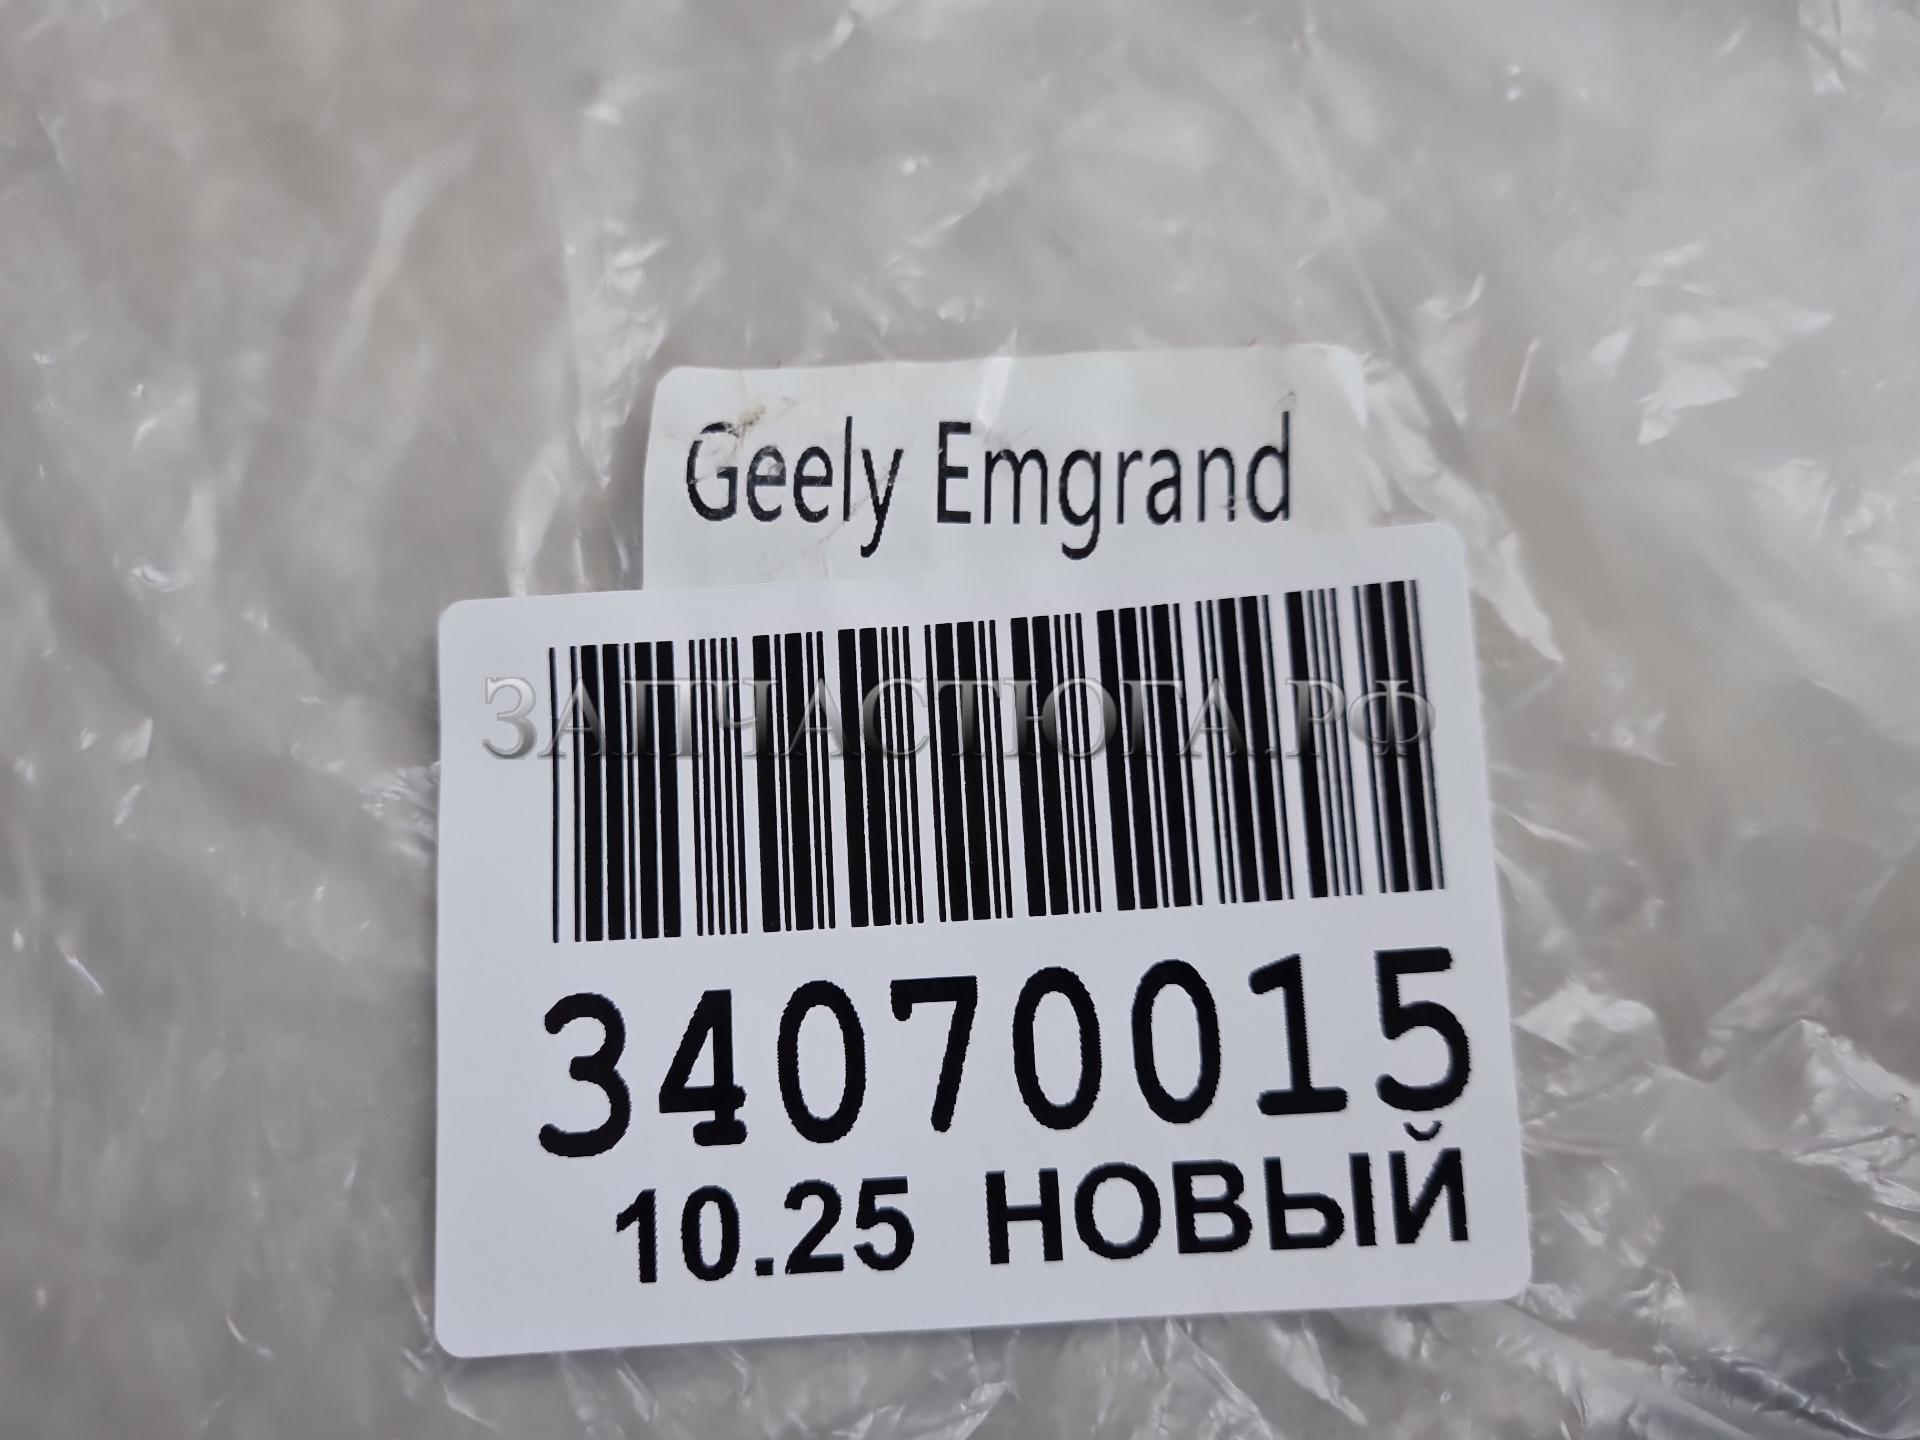 Geely Emgrand
ЗАПЧАСТЮГА.РФ
34070015
10.25 НОВЫЙ